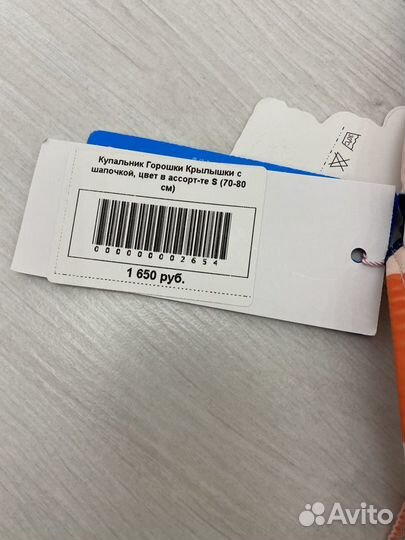 Купальник Горошки Крылышки с
шапочкой, цвет в ассорт-те S (70-80
см)
0000000002654
1 650 руб.
Avito